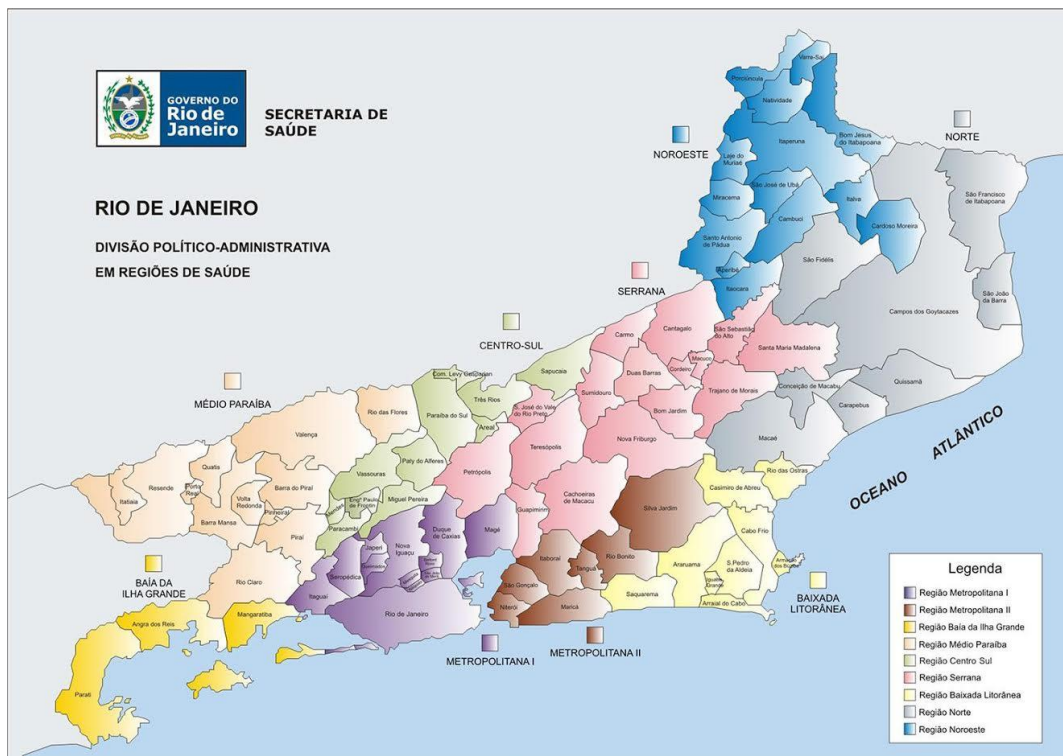 GOVERNO DO
Rio de
Janeiro
SECRETARIA DE
SAÚDE
RIO DE JANEIRO
DIVISÃO POLÍTICO-ADMINISTRATIVA
EM REGIÕES DE SAÚDE
NOROESTE
NORTE
SERRANA
CENTRO-SUL
MÉDIO PARAÍBA
BAÍA DA
ILHA GRANDE
METROPOLITANA I
METROPOLITANA II
BAIXADA
LITORÂNEA
OCEANO ATLÂNTICO
Varre-Sai
Porciúncula
Natividade
Itaperuna
Bom Jesus
do Itabapoana
Laje do
Muriaé
São José de Ubá
Miracema
Italva
Cambuci
Cardoso Moreira
Santo Antonio
de Pádua
Aperibé
Itaocara
São Francisco
de Itabapoana
São Fidélis
São João
da Barra
Campos dos Goytacazes
Quissamã
Conceição de Macabu
Carapebus
Macaé
Carmo
Cantagalo
São Sebastião
do Alto
Santa Maria Madalena
Macuco
Cordeiro
Duas Barras
Sumidouro
Trajano de Morais
Bom Jardim
S. José do Vale
do Rio Preto
Teresópolis
Nova Friburgo
Petrópolis
Cachoeiras
de Macacu
Guapimirim
Sapucaia
Com. Levy Gasparian
Três Rios
Paraíba do Sul
Areal
Paty do Alferes
Vassouras
Miguel Pereira
Engº Paulo
de Frontin
Mendes
Paracambi
Rio das Flores
Valença
Quatis
Resende
Itatiaia
Porto
Real
Volta
Redonda
Barra do Piraí
Barra Mansa
Pinheiral
Piraí
Rio Claro
Mangaratiba
Angra dos Reis
Parati
Itaguaí
Seropédica
Japeri
Queimados
Nova
Iguaçu
Duque
de Caxias
Magé
Rio de Janeiro
Silva Jardim
Itaboraí
Rio Bonito
Tanguá
São Gonçalo
Niterói
Maricá
Rio das Ostras
Casimiro de Abreu
Cabo Frio
Araruama
S.Pedro
da Aldeia
Iguaba
Grande
Armação
dos Búzios
Saquarema
Arraial do Cabo
Legenda
Região Metropolitana I
Região Metropolitana II
Região Baía da Ilha Grande
Região Médio Paraíba
Região Centro Sul
Região Serrana
Região Baixada Litorânea
Região Norte
Região Noroeste